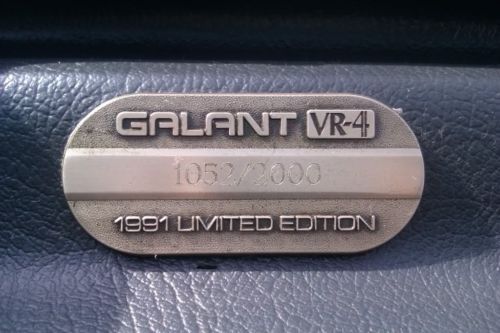 GALANT VR-4
1052/2000
1991 LIMITED EDITION